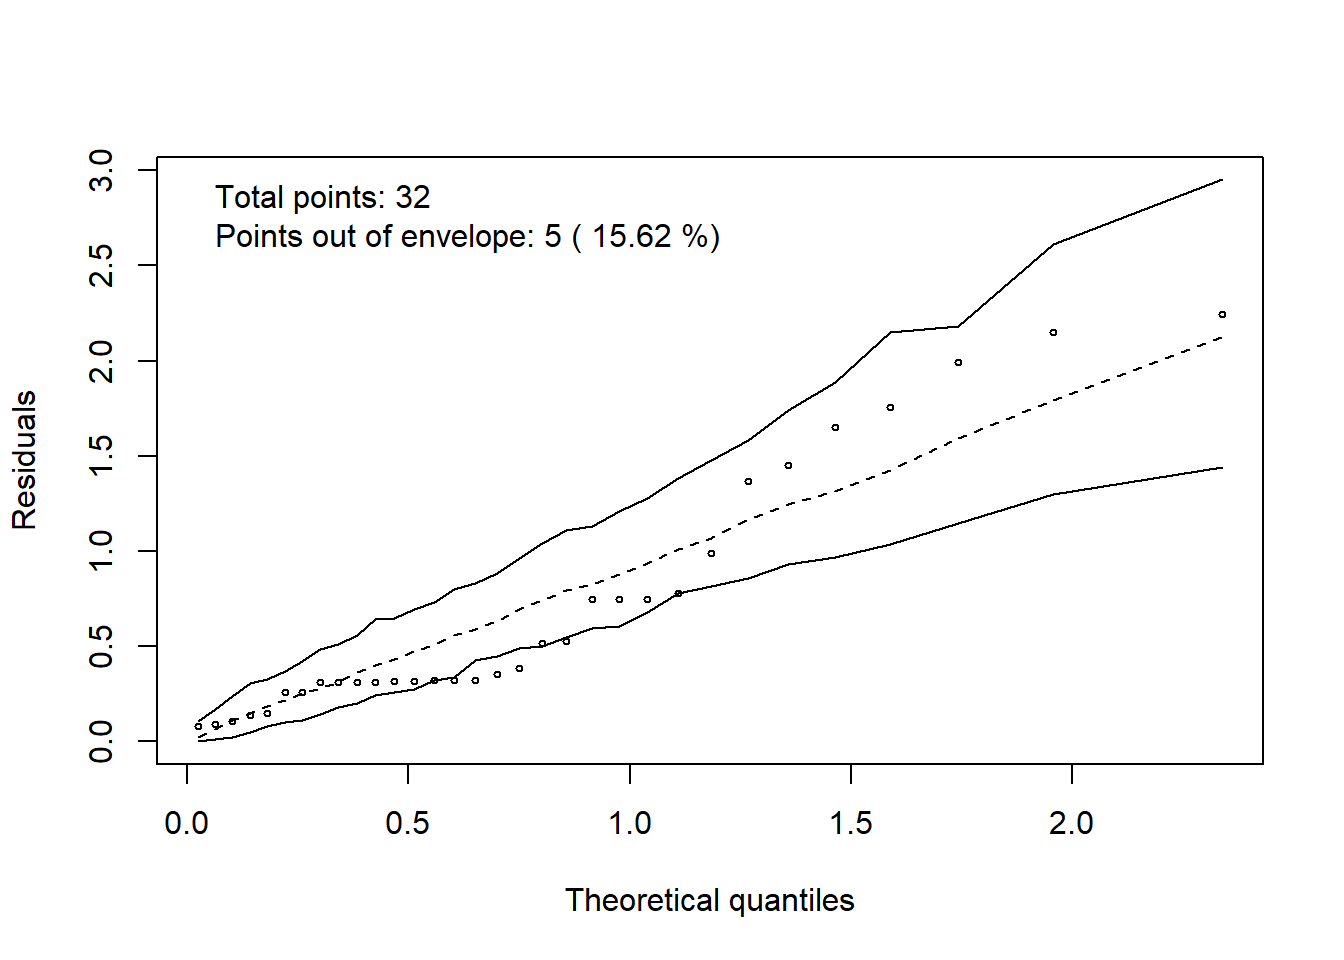 Total points: 32
Points out of envelope: 5 ( 15.62 %)
3.0
2.5
2.0
1.5
1.0
0.5
0.0
Residuals
0.0 0.5 1.0 1.5 2.0
Theoretical quantiles